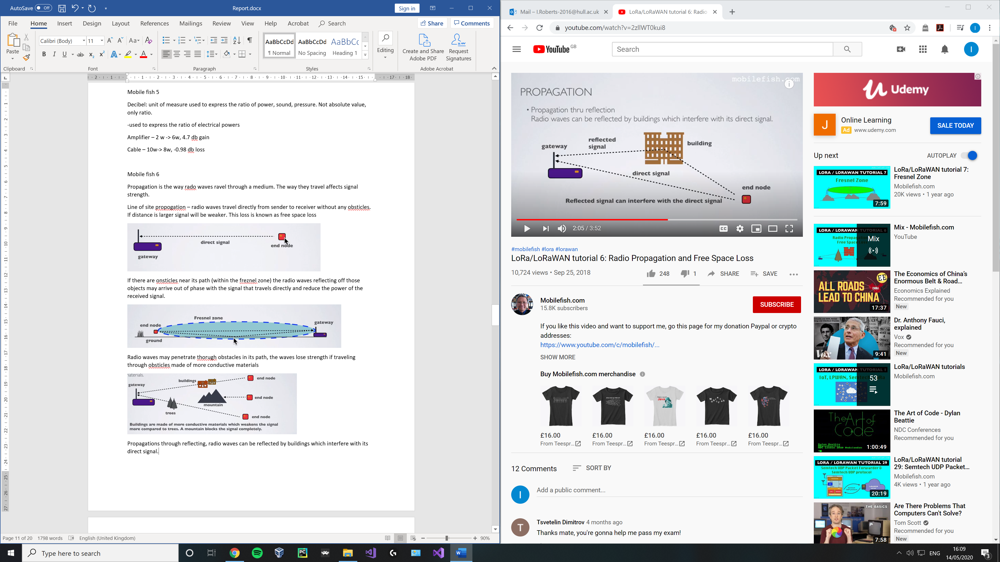 AutoSave Off
Report.docx
Sign in
File Home Insert Design Layout References Mailings Review View Help Acrobat Search Share Comments
Paste
Calibri (Body) 11
Aa
AaBbCcDd AaBbCcDd AaBbCc
¶ Normal No Spacing Heading 1
Editing
Create and Share Adobe PDF
Request Signatures
Clipboard Font Paragraph Styles Adobe Acrobat
Mobile fish 5
Decibel: unit of measure used to express the ratio of power, sound, pressure. Not absolute value,
only ratio.
-used to express the ratio of electrical powers
Amplifier – 2 w -> 6w, 4.7 db gain
Cable – 10w-> 8w, -0.98 db loss
Mobile fish 6
Propagation is the way rado waves ravel through a medium. The way they travel affects signal
strength.
Line of site propogation – radio waves travel directly from sender to receiver without any obsticles.
If distance is larger signal will be weaker. This loss is known as free space loss
direct signal
end node
gateway
If there are onsticles near its path (within the freznel zone) the radio waves reflecting off those
objects may arrive out of phase with the signal that travels directly and reduce the power of the
received signal.
Fresnel zone
end node
gateway
ground
Radio waves may penetrate thorugh obstacles in its path, the waves lose strength if traveling
through obsticles made of more conductive materials
buildings
end node
gateway
end node
mountain
trees
end node
Buildings are made of more conductive materials which weakens the signal
more compared to trees. A mountain blocks the signal completely.
Propagations through reflecting, radio waves can be reflected by buildings which interfere with its
direct signal.
Page 11 of 20 1798 words English (United Kingdom) 90%
Type here to search
Mail – I.Roberts-2016@hull.ac.uk
LoRa/LoRaWAN tutorial 6: Radio
youtube.com/watch?v=2zllWT0kui8
YouTube GB
Search
mobilefish.com
PROPAGATION
• Propagation thru reflection
Radio waves can be reflected by buildings which interfere with its direct signal.
reflected
signal
gateway
building
direct signal
end node
Reflected signal can interfere with the direct signal
2:05 / 3:52
#mobilefish #lora #lorawan
LoRa/LoRaWAN tutorial 6: Radio Propagation and Free Space Loss
10,724 views • Sep 25, 2018
248 1 SHARE SAVE
Mobilefish.com
15.8K subscribers
SUBSCRIBE
If you like this video and want to support me, go this page for my donation Paypal or crypto
addresses:
https://www.youtube.com/c/mobilefish/...
SHOW MORE
Buy Mobilefish.com merchandise
£16.00 £16.00 £16.00 £16.00 £16.00
From Teespr... From Teespr... From Teespr... From Teespr... From Teespr...
12 Comments SORT BY
Add a public comment...
Tsvetelin Dimitrov 4 months ago
Thanks mate, you're gonna help me pass my exam!
Udemy
Online Learning
Ad www.udemy.com
SALE TODAY
Up next AUTOPLAY
LORA / LORAWAN TUTORIAL 7
Fresnel Zone
7:59
LoRa/LoRaWAN tutorial 7:
Fresnel Zone
Mobilefish.com
20K views • 1 year ago
LORA / LORAWAN TUTORIAL 6
Mix
Mix - Mobilefish.com
YouTube
ALL ROADS
LEAD TO CHINA
EE
CHINA
17:37
The Economics of China's
Enormous Belt & Road...
Economics Explained
Recommended for you
New
Vox
9:41
Dr. Anthony Fauci,
explained
Vox
Recommended for you
New
LORA / LORAWAN TUTORIAL 1
53
LoRa/LoRaWAN tutorials
Mobilefish.com
The Art of
Code
1:00:49
The Art of Code - Dylan
Beattie
NDC Conferences
Recommended for you
LORA / LORAWAN TUTORIAL 29
Semtech UDP Packet Forwarder &
Semtech UDP protocol
20:19
LoRa/LoRaWAN tutorial
29: Semtech UDP Packet...
Mobilefish.com
4K views • 1 year ago
THE BASICS
7:58
Are There Problems That
Computers Can't Solve?
Tom Scott
Recommended for you
New
ENG
16:09
14/05/2020
3